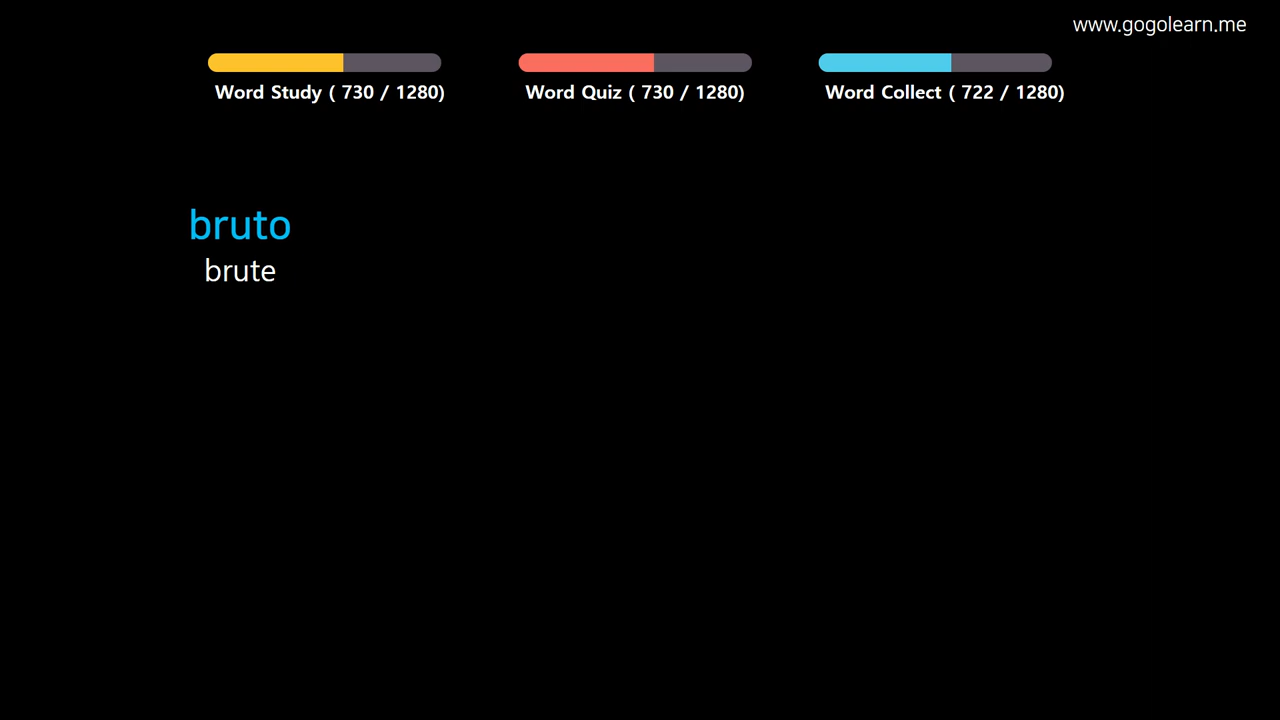 www.gogolearn.me
Word Study ( 730 / 1280)
Word Quiz ( 730 / 1280)
Word Collect ( 722 / 1280)
bruto
brute